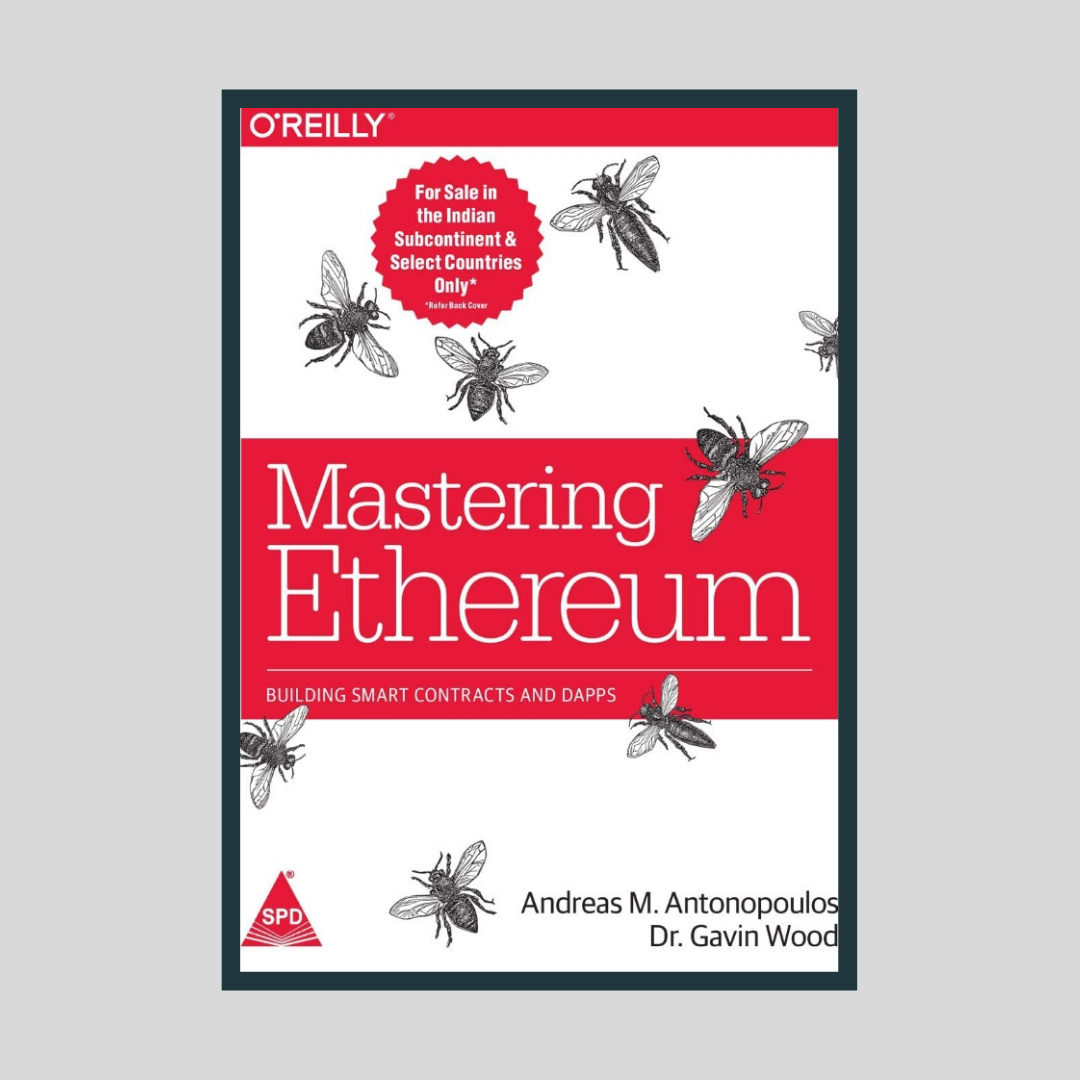 O'REILLY®
For Sale in
the Indian
Subcontinent &
Select Countries
Only*
*Refer Back Cover
Mastering
Ethereum
BUILDING SMART CONTRACTS AND DAPPS
®
SPD
Andreas M. Antonopoulos
Dr. Gavin Wood